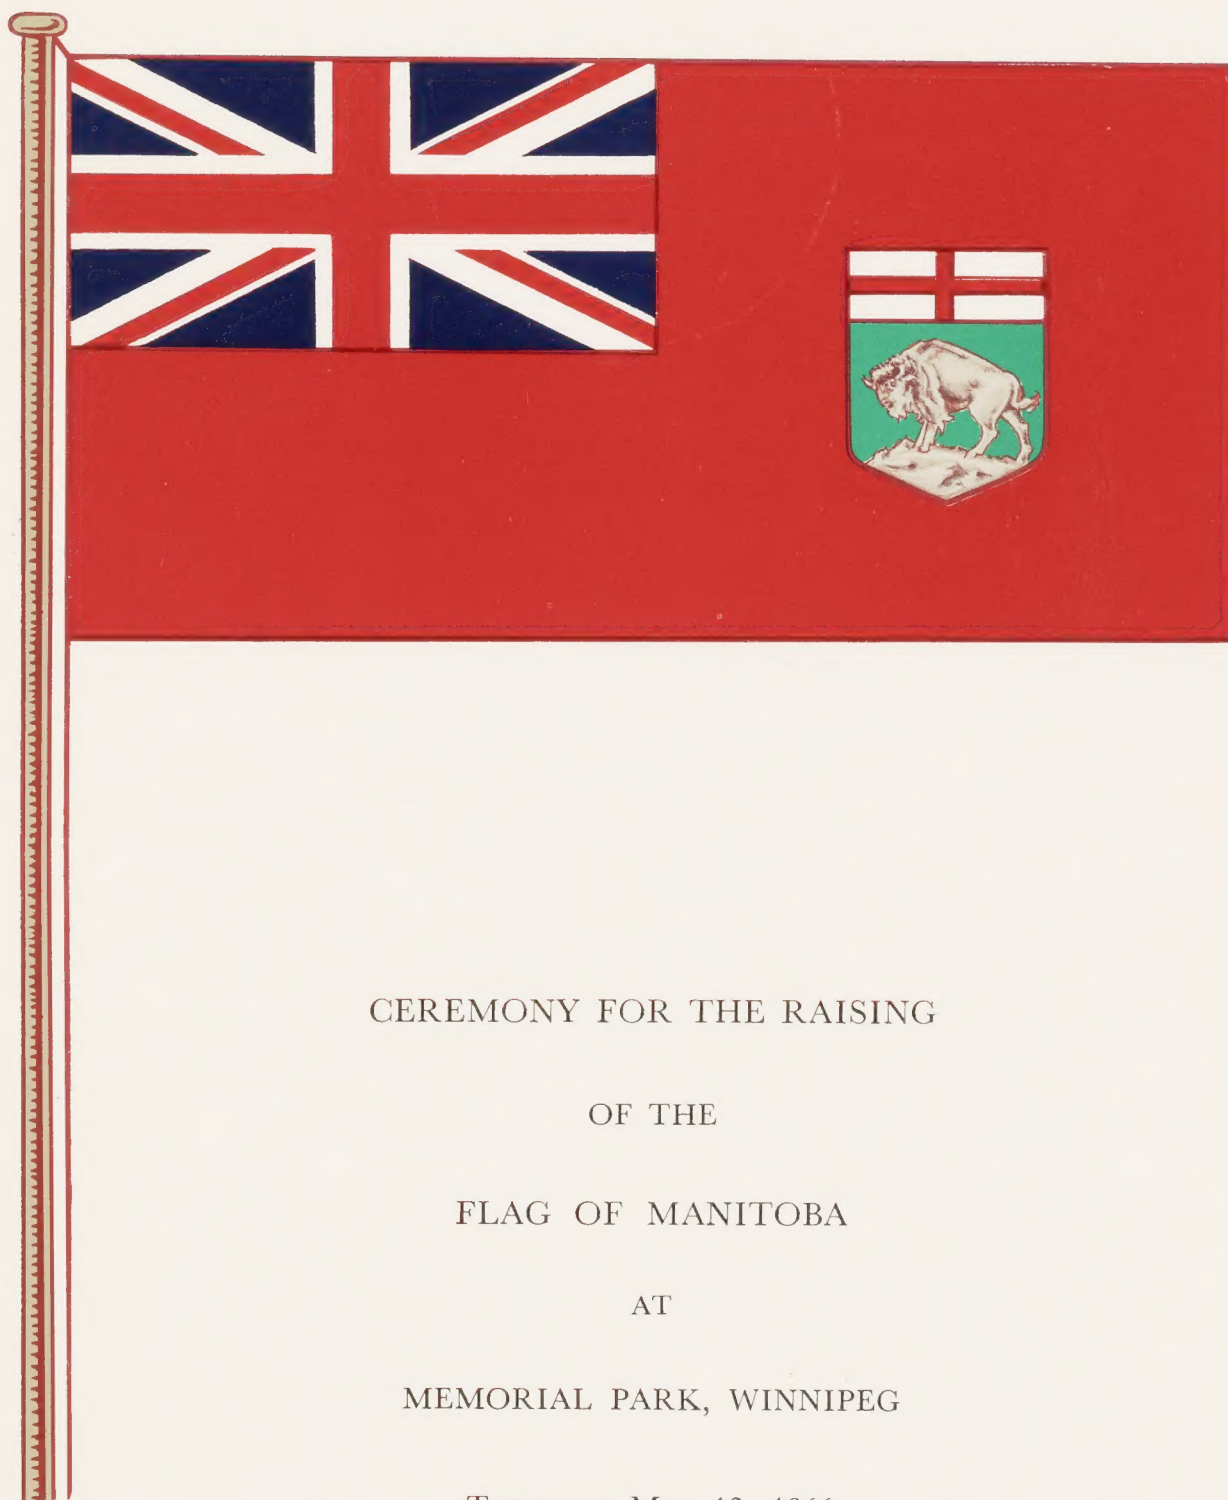 CEREMONY FOR THE RAISING
OF THE
FLAG OF MANITOBA
AT
MEMORIAL PARK, WINNIPEG